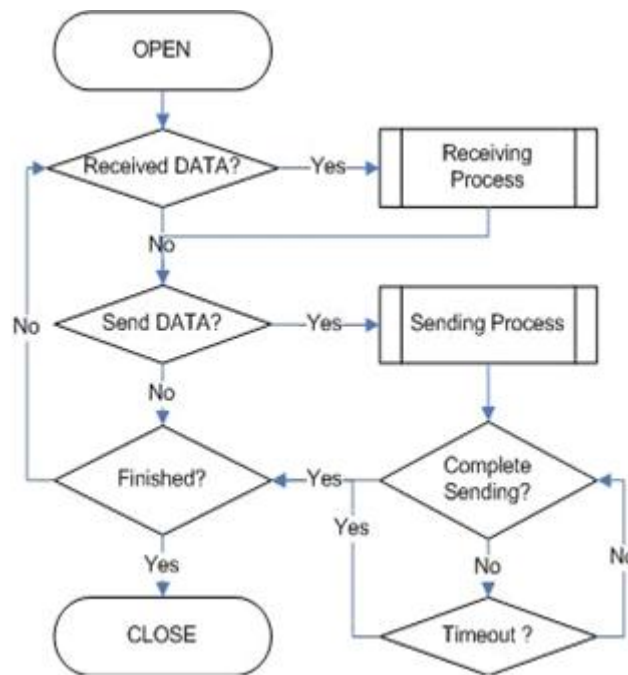 OPEN
Received DATA?
Yes
Receiving
Process
No
Send DATA?
Yes
Sending Process
No
No
Finished?
Yes
Complete
Sending?
Yes
No
No
Yes
CLOSE
Timeout ?